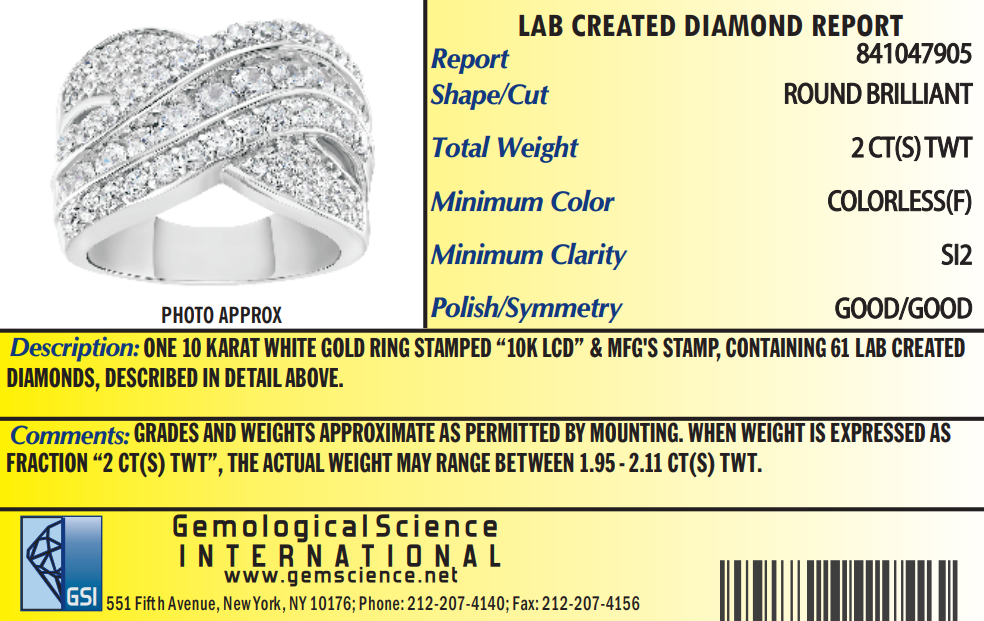 LAB CREATED DIAMOND REPORT
Report 841047905
Shape/Cut ROUND BRILLIANT
Total Weight 2 CT(S) TWT
Minimum Color COLORLESS(F)
Minimum Clarity SI2
Polish/Symmetry GOOD/GOOD
PHOTO APPROX
Description: ONE 10 KARAT WHITE GOLD RING STAMPED “10K LCD” & MFG'S STAMP, CONTAINING 61 LAB CREATED
DIAMONDS, DESCRIBED IN DETAIL ABOVE.
Comments: GRADES AND WEIGHTS APPROXIMATE AS PERMITTED BY MOUNTING. WHEN WEIGHT IS EXPRESSED AS
FRACTION “2 CT(S) TWT”, THE ACTUAL WEIGHT MAY RANGE BETWEEN 1.95 - 2.11 CT(S) TWT.
GemologicalScience
INTERNATIONAL
www.gemscience.net
GSI
551 Fifth Avenue, New York, NY 10176; Phone: 212-207-4140; Fax: 212-207-4156